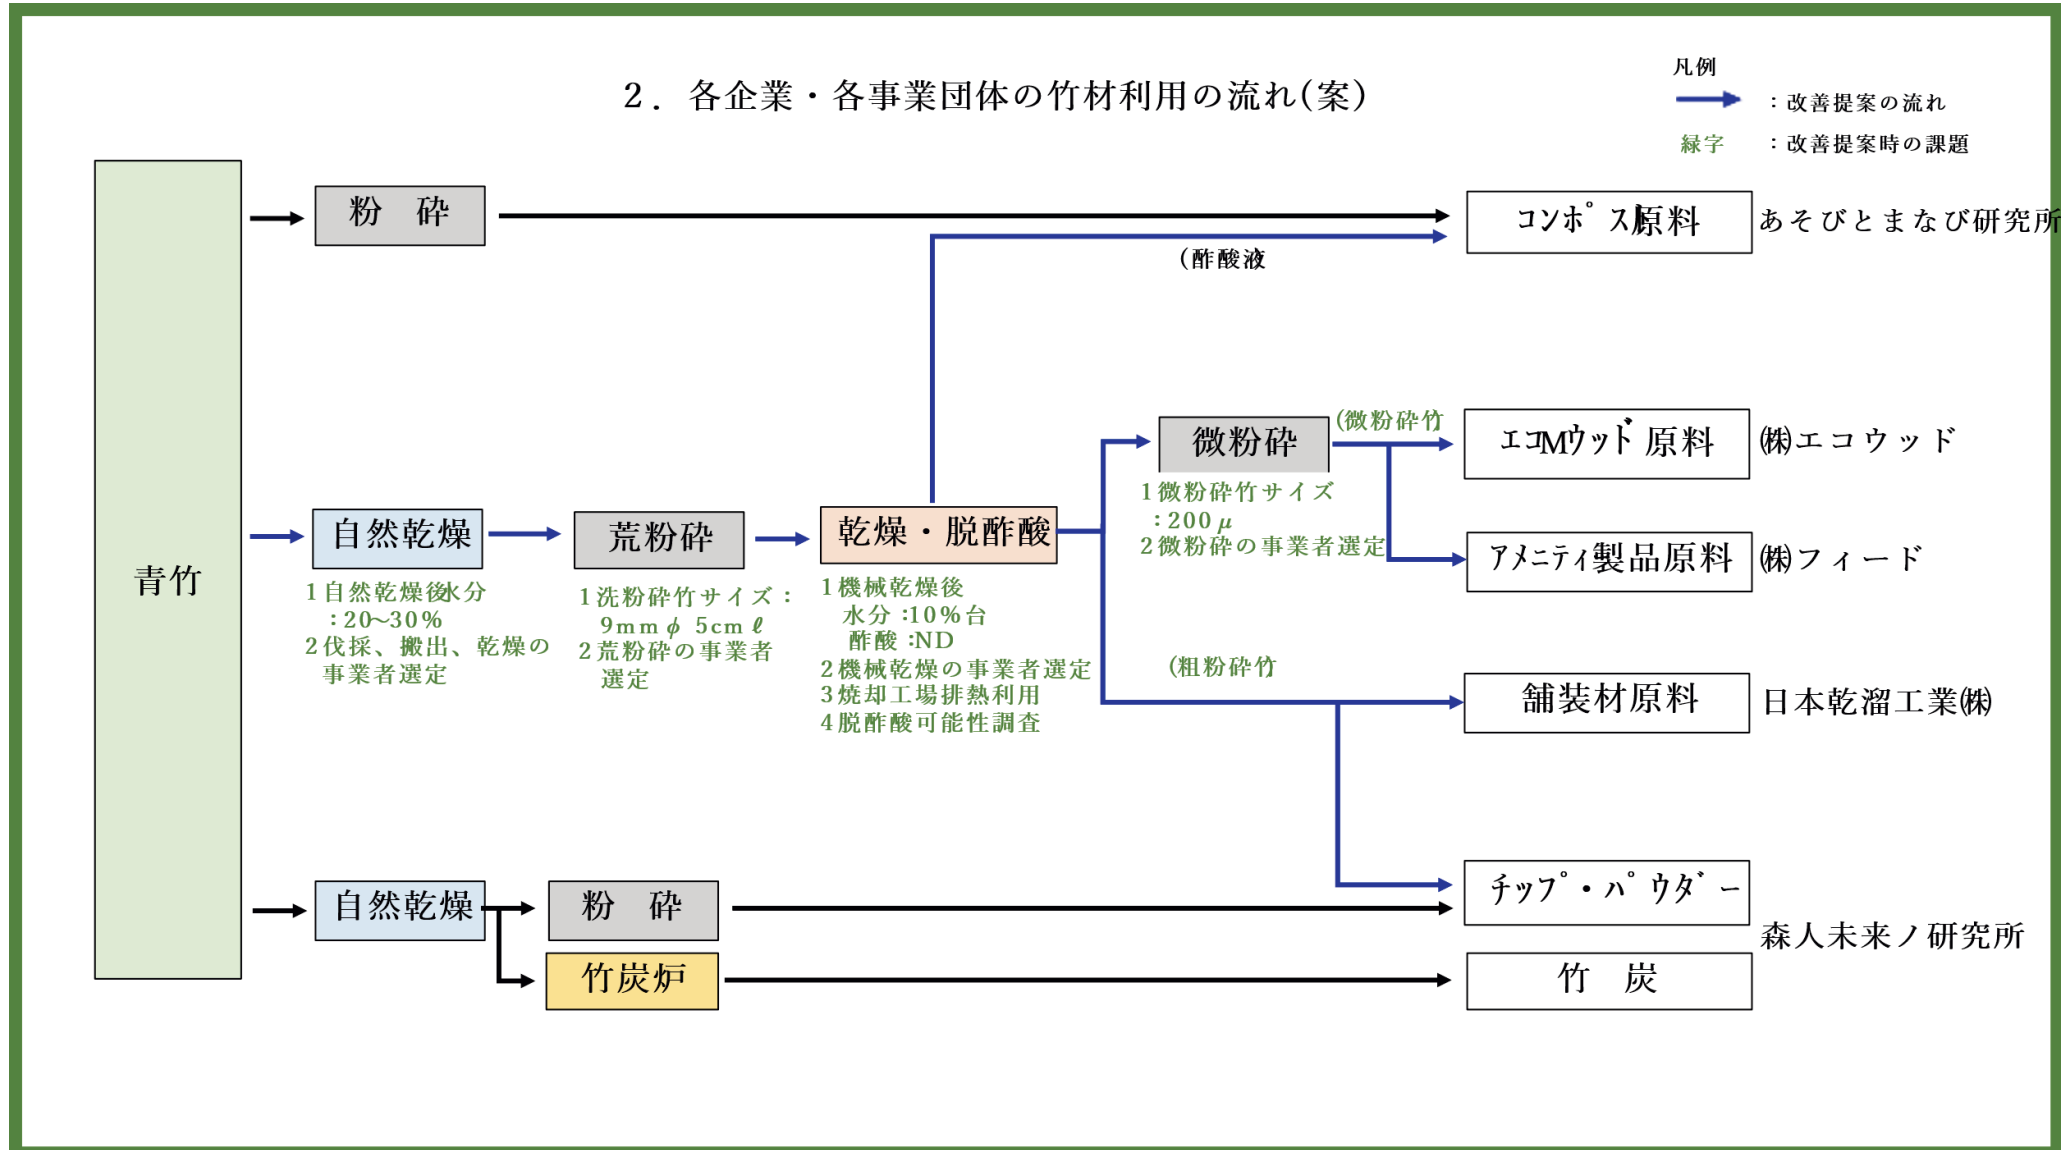 2．各企業・各事業団体の竹材利用の流れ(案)
凡例
：改善提案の流れ
緑字 ：改善提案時の課題
青竹
粉　砕
コンポスト原料
あそびとまなび研究所
(酢酸液)
自然乾燥
1自然乾燥後水分
：20～30%
2伐採、搬出、乾燥の
事業者選定
荒粉砕
1洗粉砕竹サイズ：
9mmφ 5cmℓ
2荒粉砕の事業者
選定
乾燥・脱酢酸
1機械乾燥後
水分：10%台
酢酸：ND
2機械乾燥の事業者選定
3焼却工場排熱利用
4脱酢酸可能性調査
微粉砕
1微粉砕竹サイズ
：200μ
2微粉砕の事業者選定
(微粉砕竹)
エコMウッド原料
㈱エコウッド
アメニティ製品原料
㈱フィード
(粗粉砕竹)
舗装材原料
日本乾溜工業㈱
自然乾燥
粉　砕
竹炭炉
チップ・パウダー
竹　炭
森人未来ノ研究所